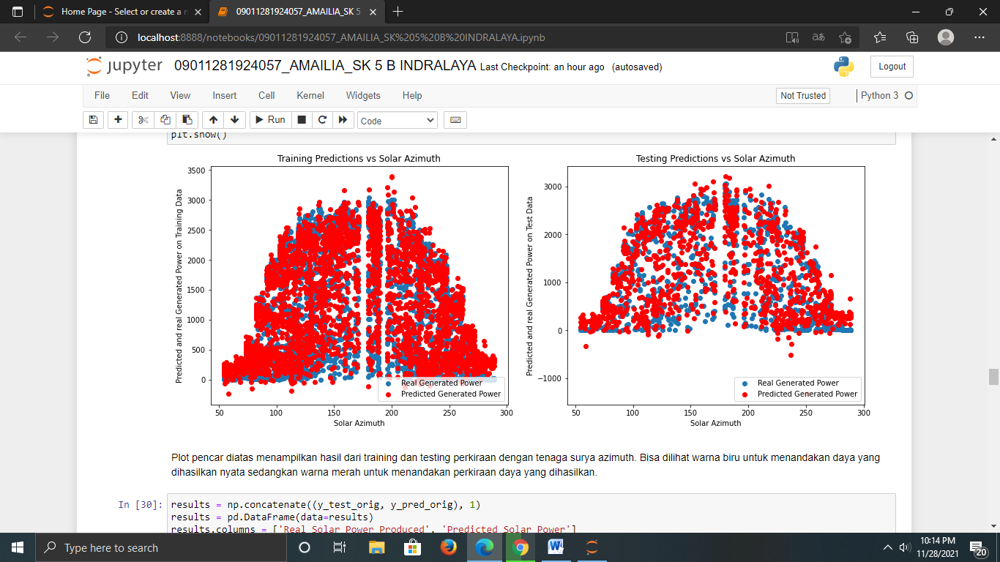 Home Page - Select or create a n
09011281924057_AMAILIA_SK 5
localhost:8888/notebooks/09011281924057_AMAILIA_SK%205%20B%20INDRALAYA.ipynb
jupyter 09011281924057_AMAILIA_SK 5 B INDRALAYA Last Checkpoint: an hour ago (autosaved)
Logout
File Edit View Insert Cell Kernel Widgets Help
Not Trusted
Python 3
Run
Code
plt.show()
Training Predictions vs Solar Azimuth
Predicted and real Generated Power on Training Data
3500
3000
2500
2000
1500
1000
500
0
Real Generated Power
Predicted Generated Power
50 100 150 200 250 300
Solar Azimuth
Testing Predictions vs Solar Azimuth
Predicted and real Generated Power on Test Data
3000
2000
1000
0
−1000
Real Generated Power
Predicted Generated Power
50 100 150 200 250 300
Solar Azimuth
Plot pencar diatas menampilkan hasil dari training dan testing perkiraan dengan tenaga surya azimuth. Bisa dilihat warna biru untuk menandakan daya yang
dihasilkan nyata sedangkan warna merah untuk menandakan perkiraan daya yang dihasilkan.
In [30]: results = np.concatenate((y_test_orig, y_pred_orig), 1)
results = pd.DataFrame(data=results)
results.columns = ['Real Solar Power Produced', 'Predicted Solar Power']
Type here to search
10:14 PM
11/28/2021
20